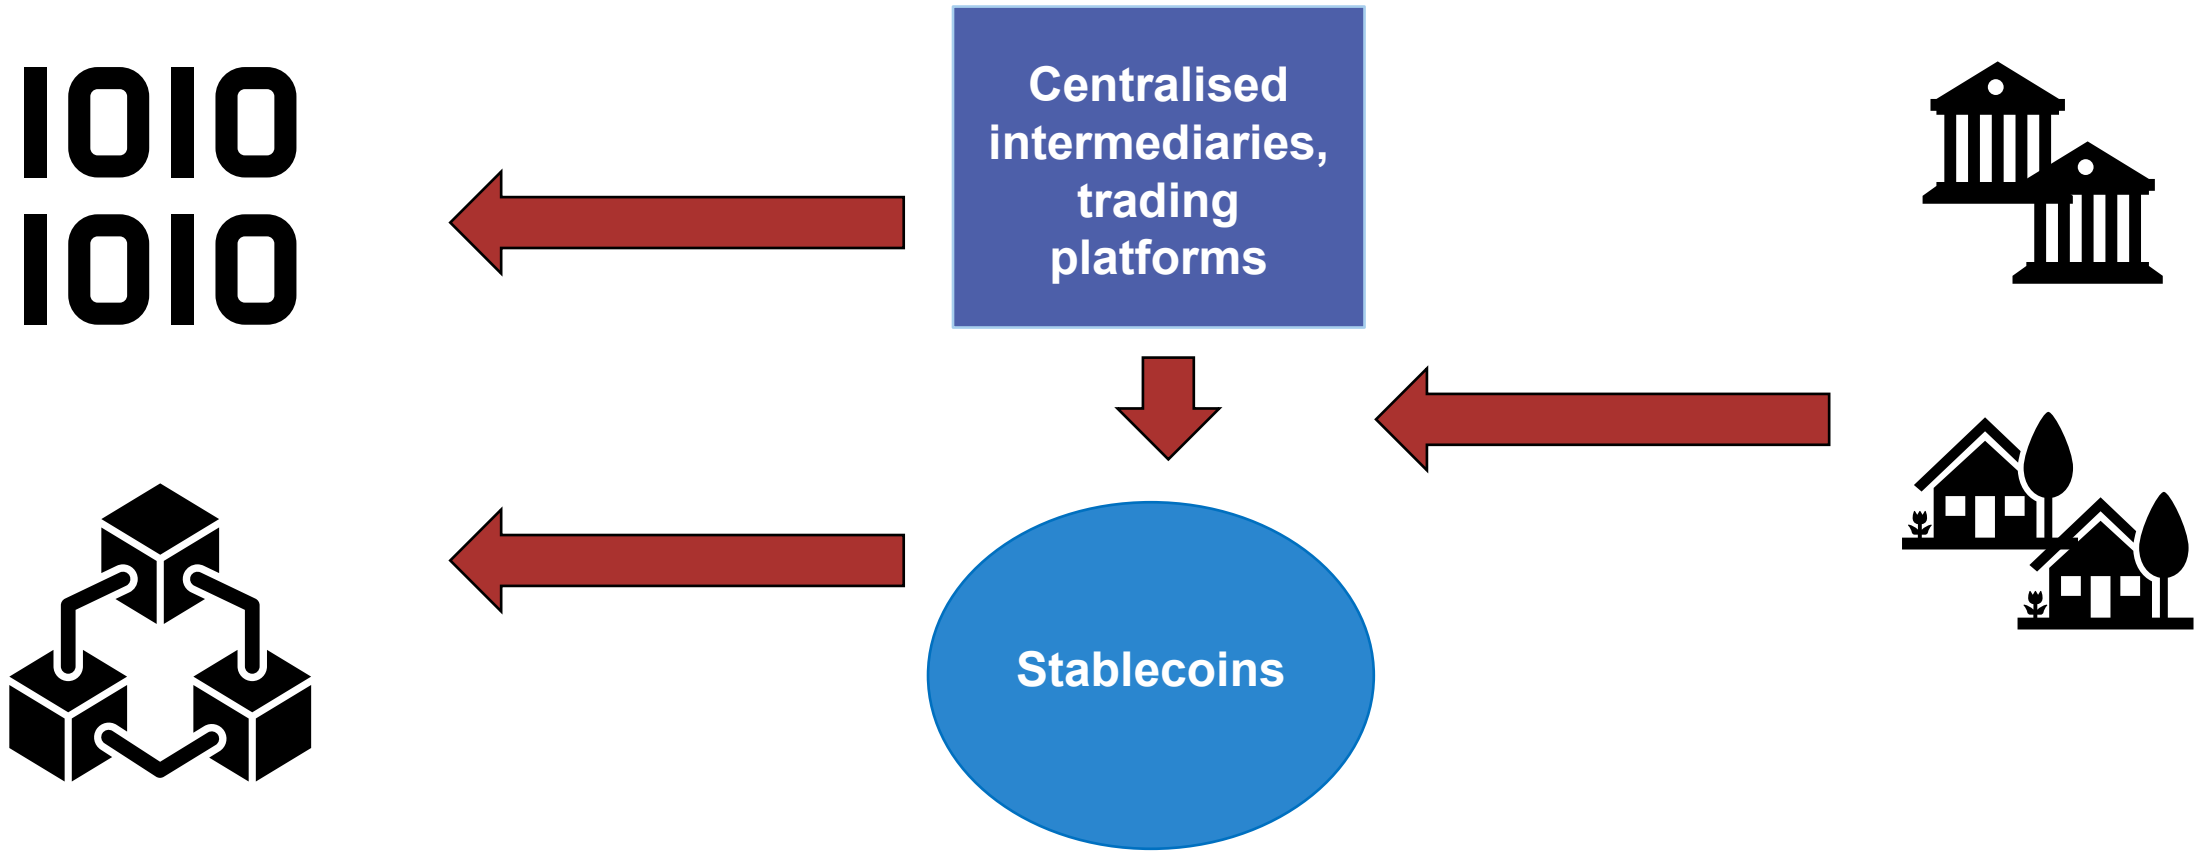 1010
1010
Centralised
intermediaries,
trading
platforms
Stablecoins